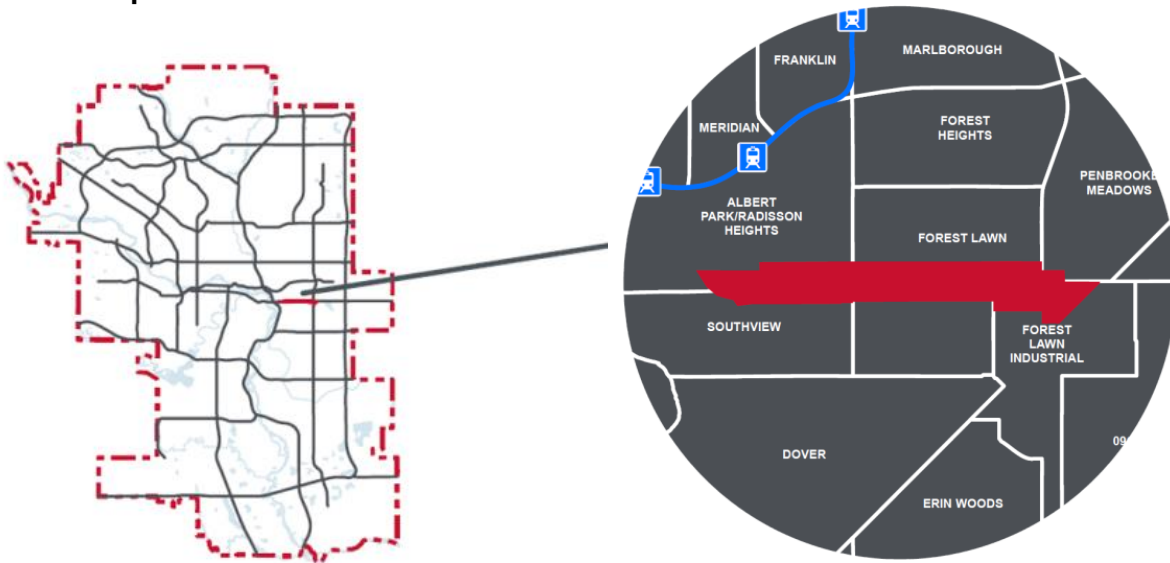 FRANKLIN
MARLBOROUGH
MERIDIAN
FOREST
HEIGHTS
PENBROOKE
MEADOWS
ALBERT
PARK/RADISSON
HEIGHTS
FOREST LAWN
SOUTHVIEW
FOREST
LAWN
INDUSTRIAL
DOVER
09
ERIN WOODS